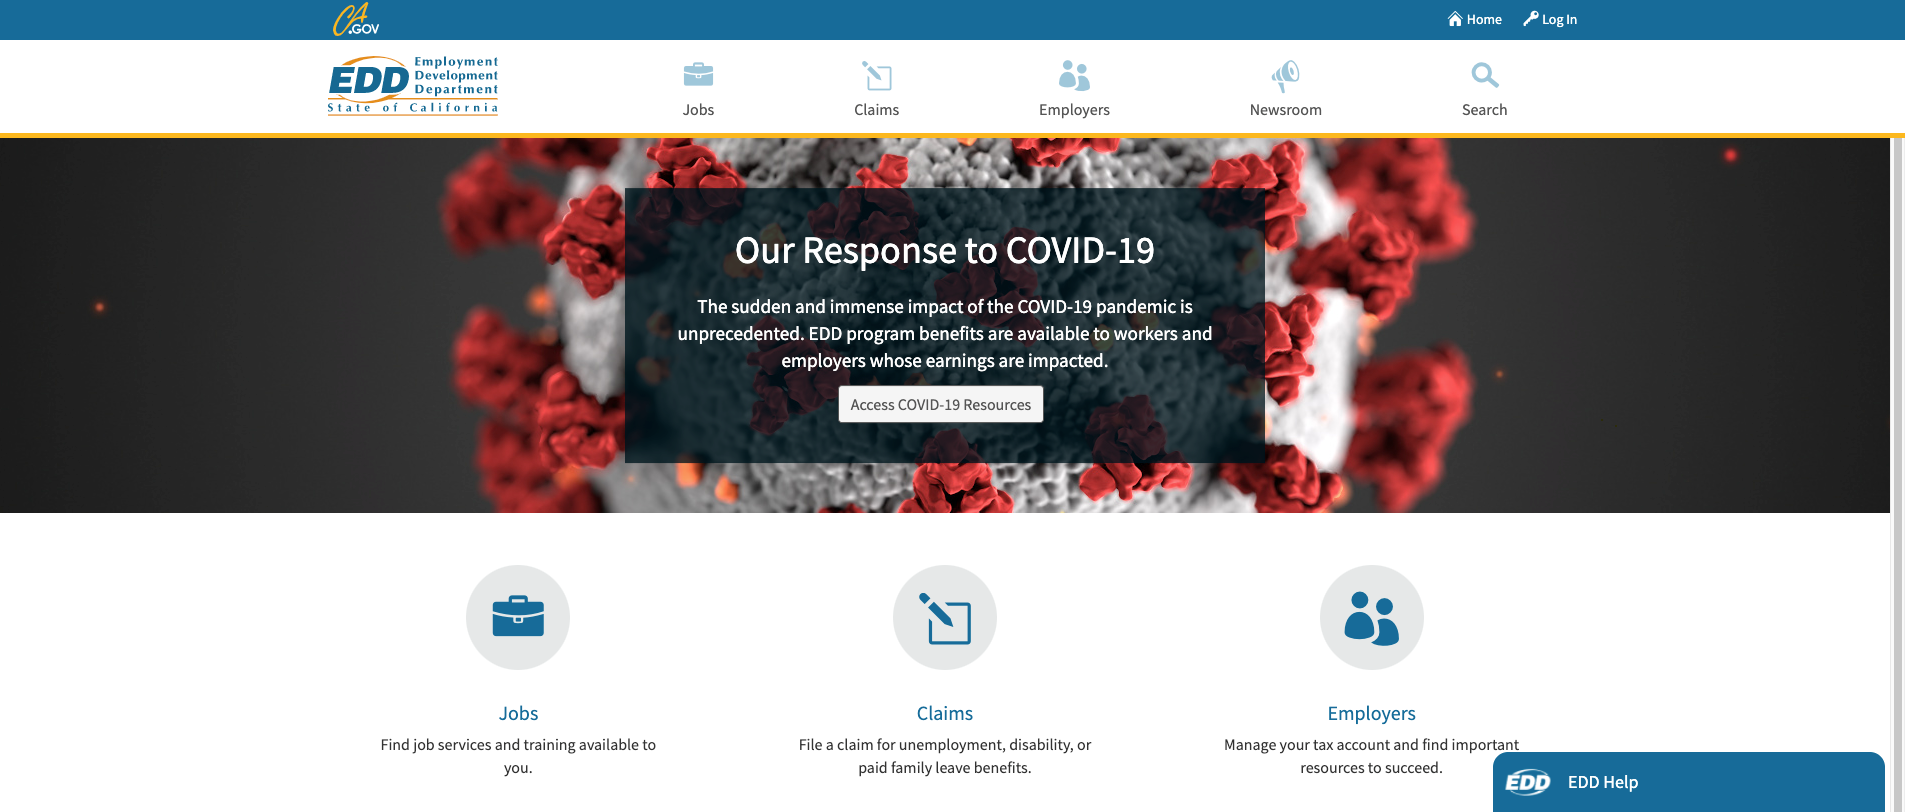 CA.GOV
Home
Log In
EDD
Employment
Development
Department
State of California
Jobs
Claims
Employers
Newsroom
Search
Our Response to COVID-19
The sudden and immense impact of the COVID-19 pandemic is
unprecedented. EDD program benefits are available to workers and
employers whose earnings are impacted.
Access COVID-19 Resources
Jobs
Find job services and training available to
you.
Claims
File a claim for unemployment, disability, or
paid family leave benefits.
Employers
Manage your tax account and find important
resources to succeed.
EDD
EDD Help